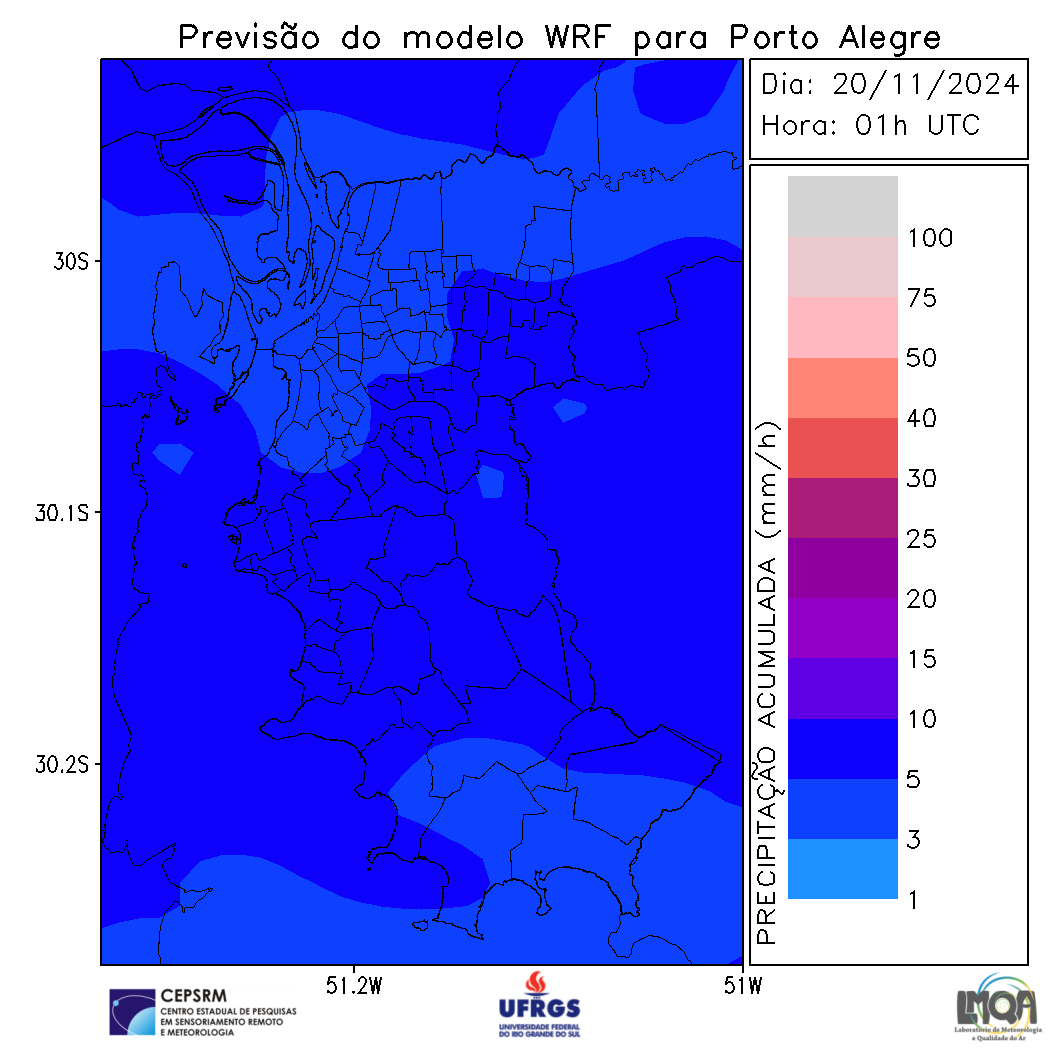 Previsão do modelo WRF para Porto Alegre
Dia: 20/11/2024
Hora: 01h UTC
30S
30.1S
30.2S
51.2W
51W
PRECIPITAÇÃO ACUMULADA (mm/h)
100
75
50
40
30
25
20
15
10
5
3
1
CEPSRM
CENTRO ESTADUAL DE PESQUISAS
EM SENSORIAMENTO REMOTO
E METEOROLOGIA
UFRGS
UNIVERSIDADE FEDERAL
DO RIO GRANDE DO SUL
LMQA
Laboratório de Meteorologia
e Qualidade do Ar